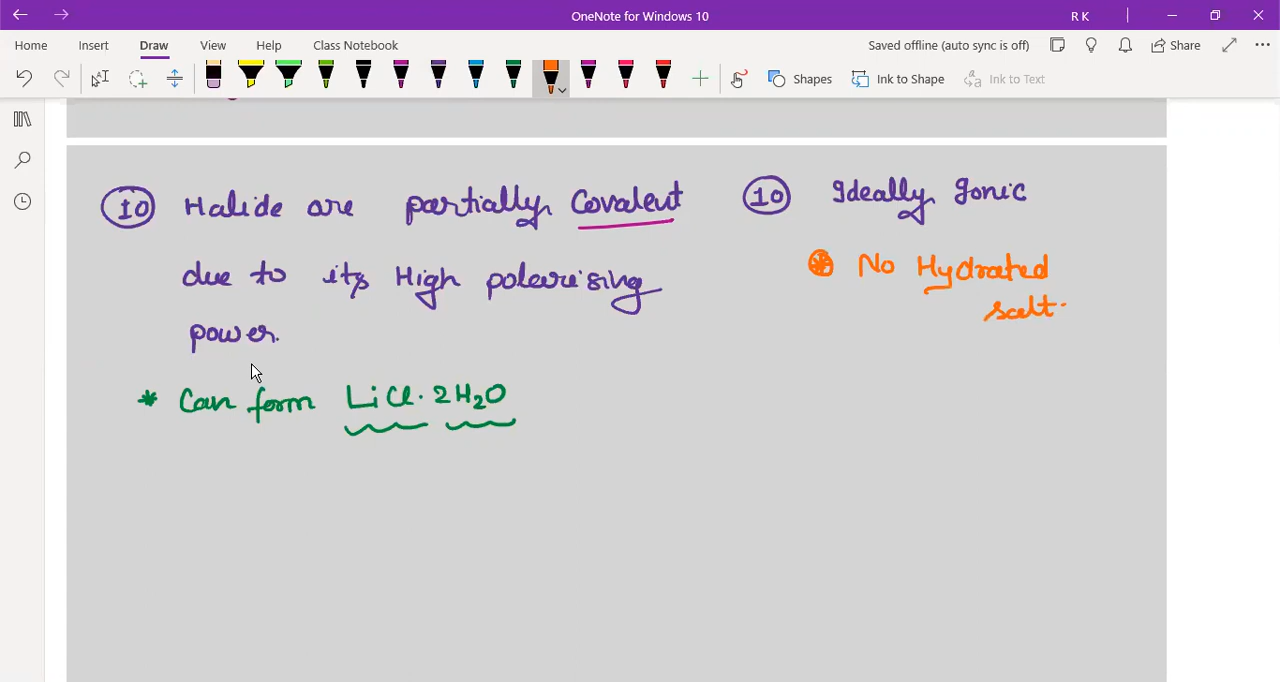 OneNote for Windows 10
R K
Home
Insert
Draw
View
Help
Class Notebook
Saved offline (auto sync is off)
Share
Shapes
Ink to Shape
Ink to Text
10 Halide are partially Covalent
due to its High polarising
power.
* Can form LiCl. 2H₂O
10 Ideally Ionic
* No Hydrated
salt.